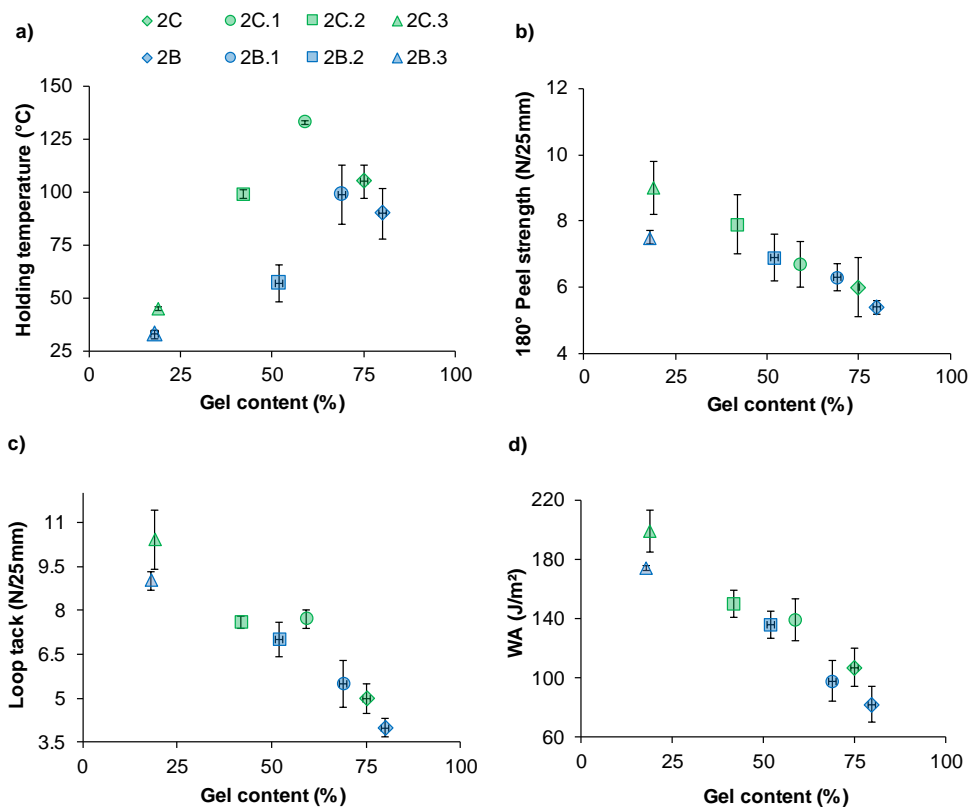 2C 2C.1 2C.2 2C.3
a) b)
2B 2B.1 2B.2 2B.3
150
125
100
75
50
25
Holding temperature (°C)
0 25 50 75 100
Gel content (%)
12
10
8
6
4
180° Peel strength (N/25mm)
0 25 50 75 100
Gel content (%)
c) d)
11
9.5
8
6.5
5
3.5
Loop tack (N/25mm)
0 25 50 75 100
Gel content (%)
220
180
140
100
60
WA (J/m²)
0 25 50 75 100
Gel content (%)